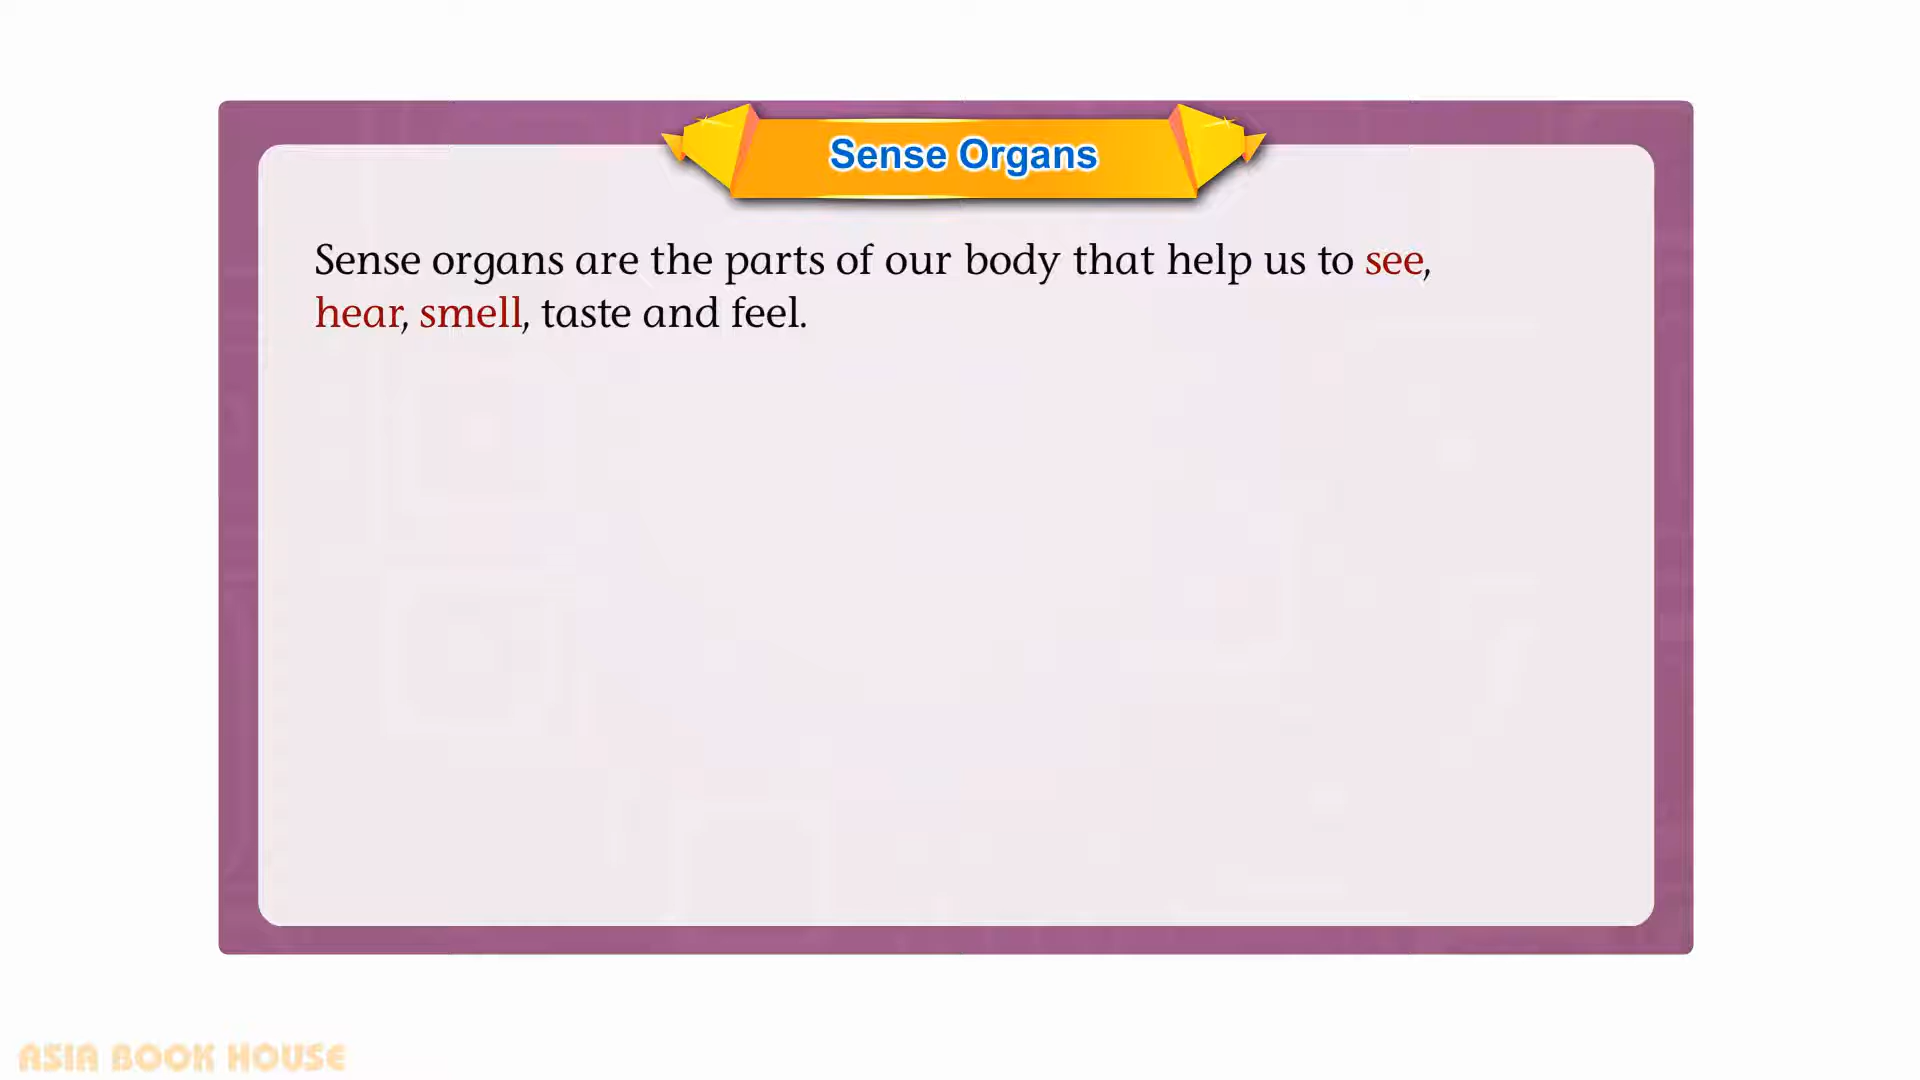 Sense Organs
Sense organs are the parts of our body that help us to see,
hear, smell, taste and feel.
ASIA BOOK HOUSE